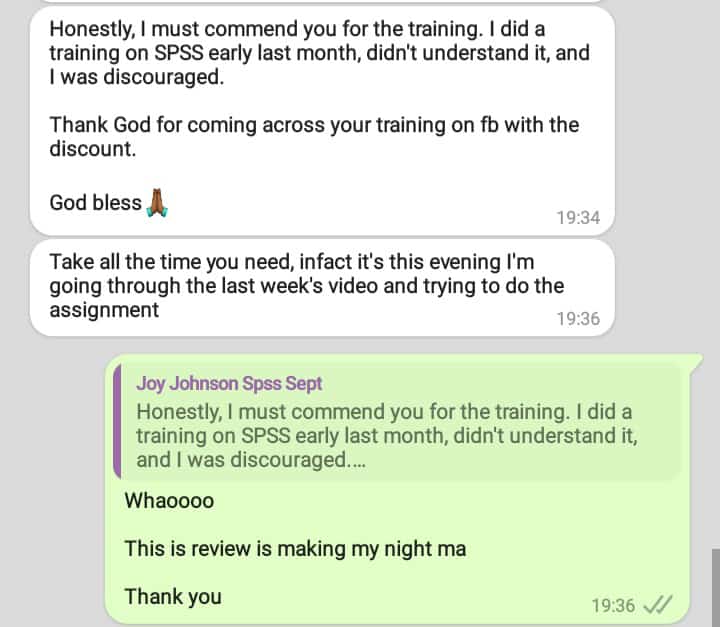 Honestly, I must commend you for the training. I did a
training on SPSS early last month, didn't understand it, and
I was discouraged.
Thank God for coming across your training on fb with the
discount.
God bless🙏🏾
19:34
Take all the time you need, infact it's this evening I'm
going through the last week's video and trying to do the
assignment
19:36
Joy Johnson Spss Sept
Honestly, I must commend you for the training. I did a
training on SPSS early last month, didn't understand it,
and I was discouraged....
Whaoooo
This is review is making my night ma
Thank you
19:36